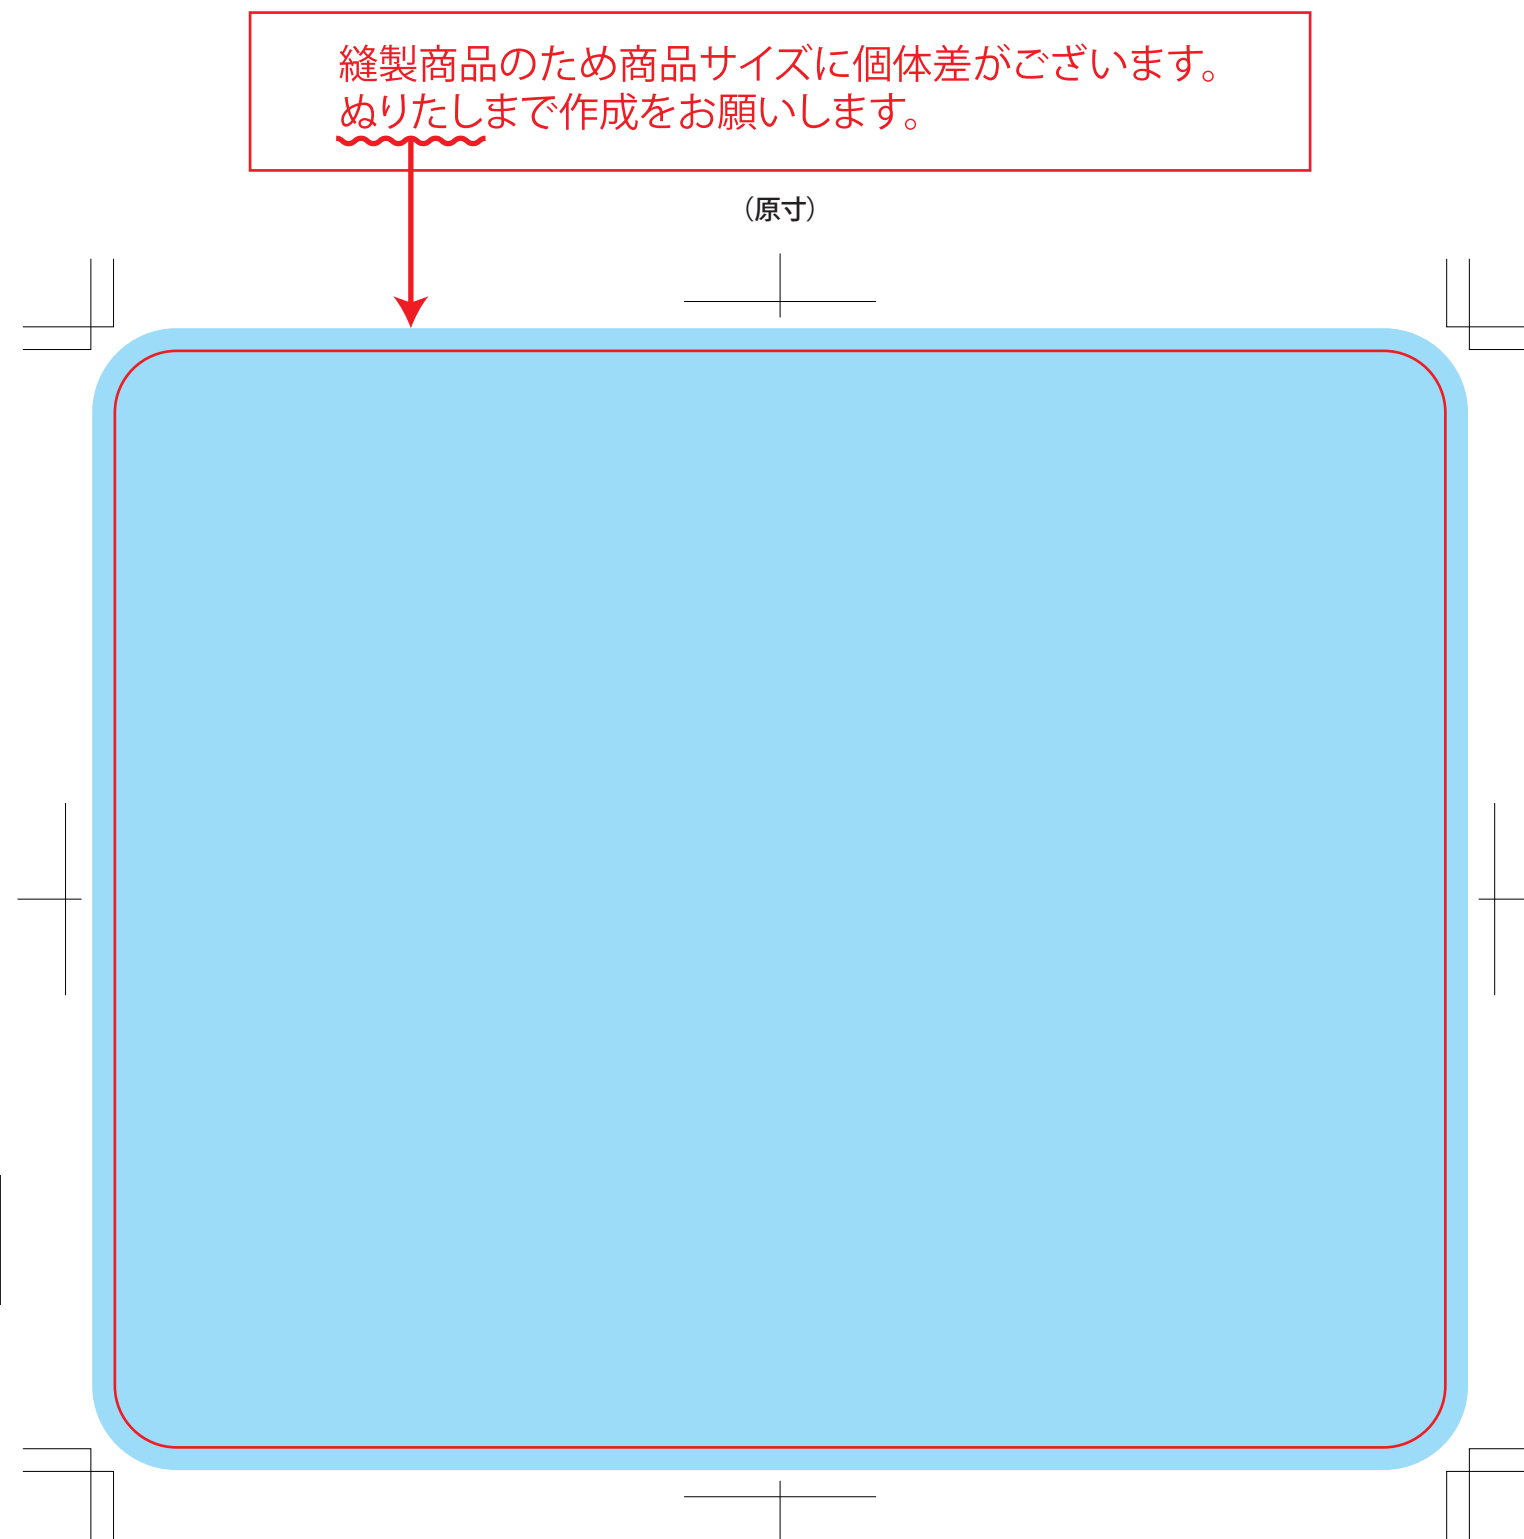 縫製商品のため商品サイズに個体差がございます。
ぬりたしまで作成をお願いします。
（原寸）